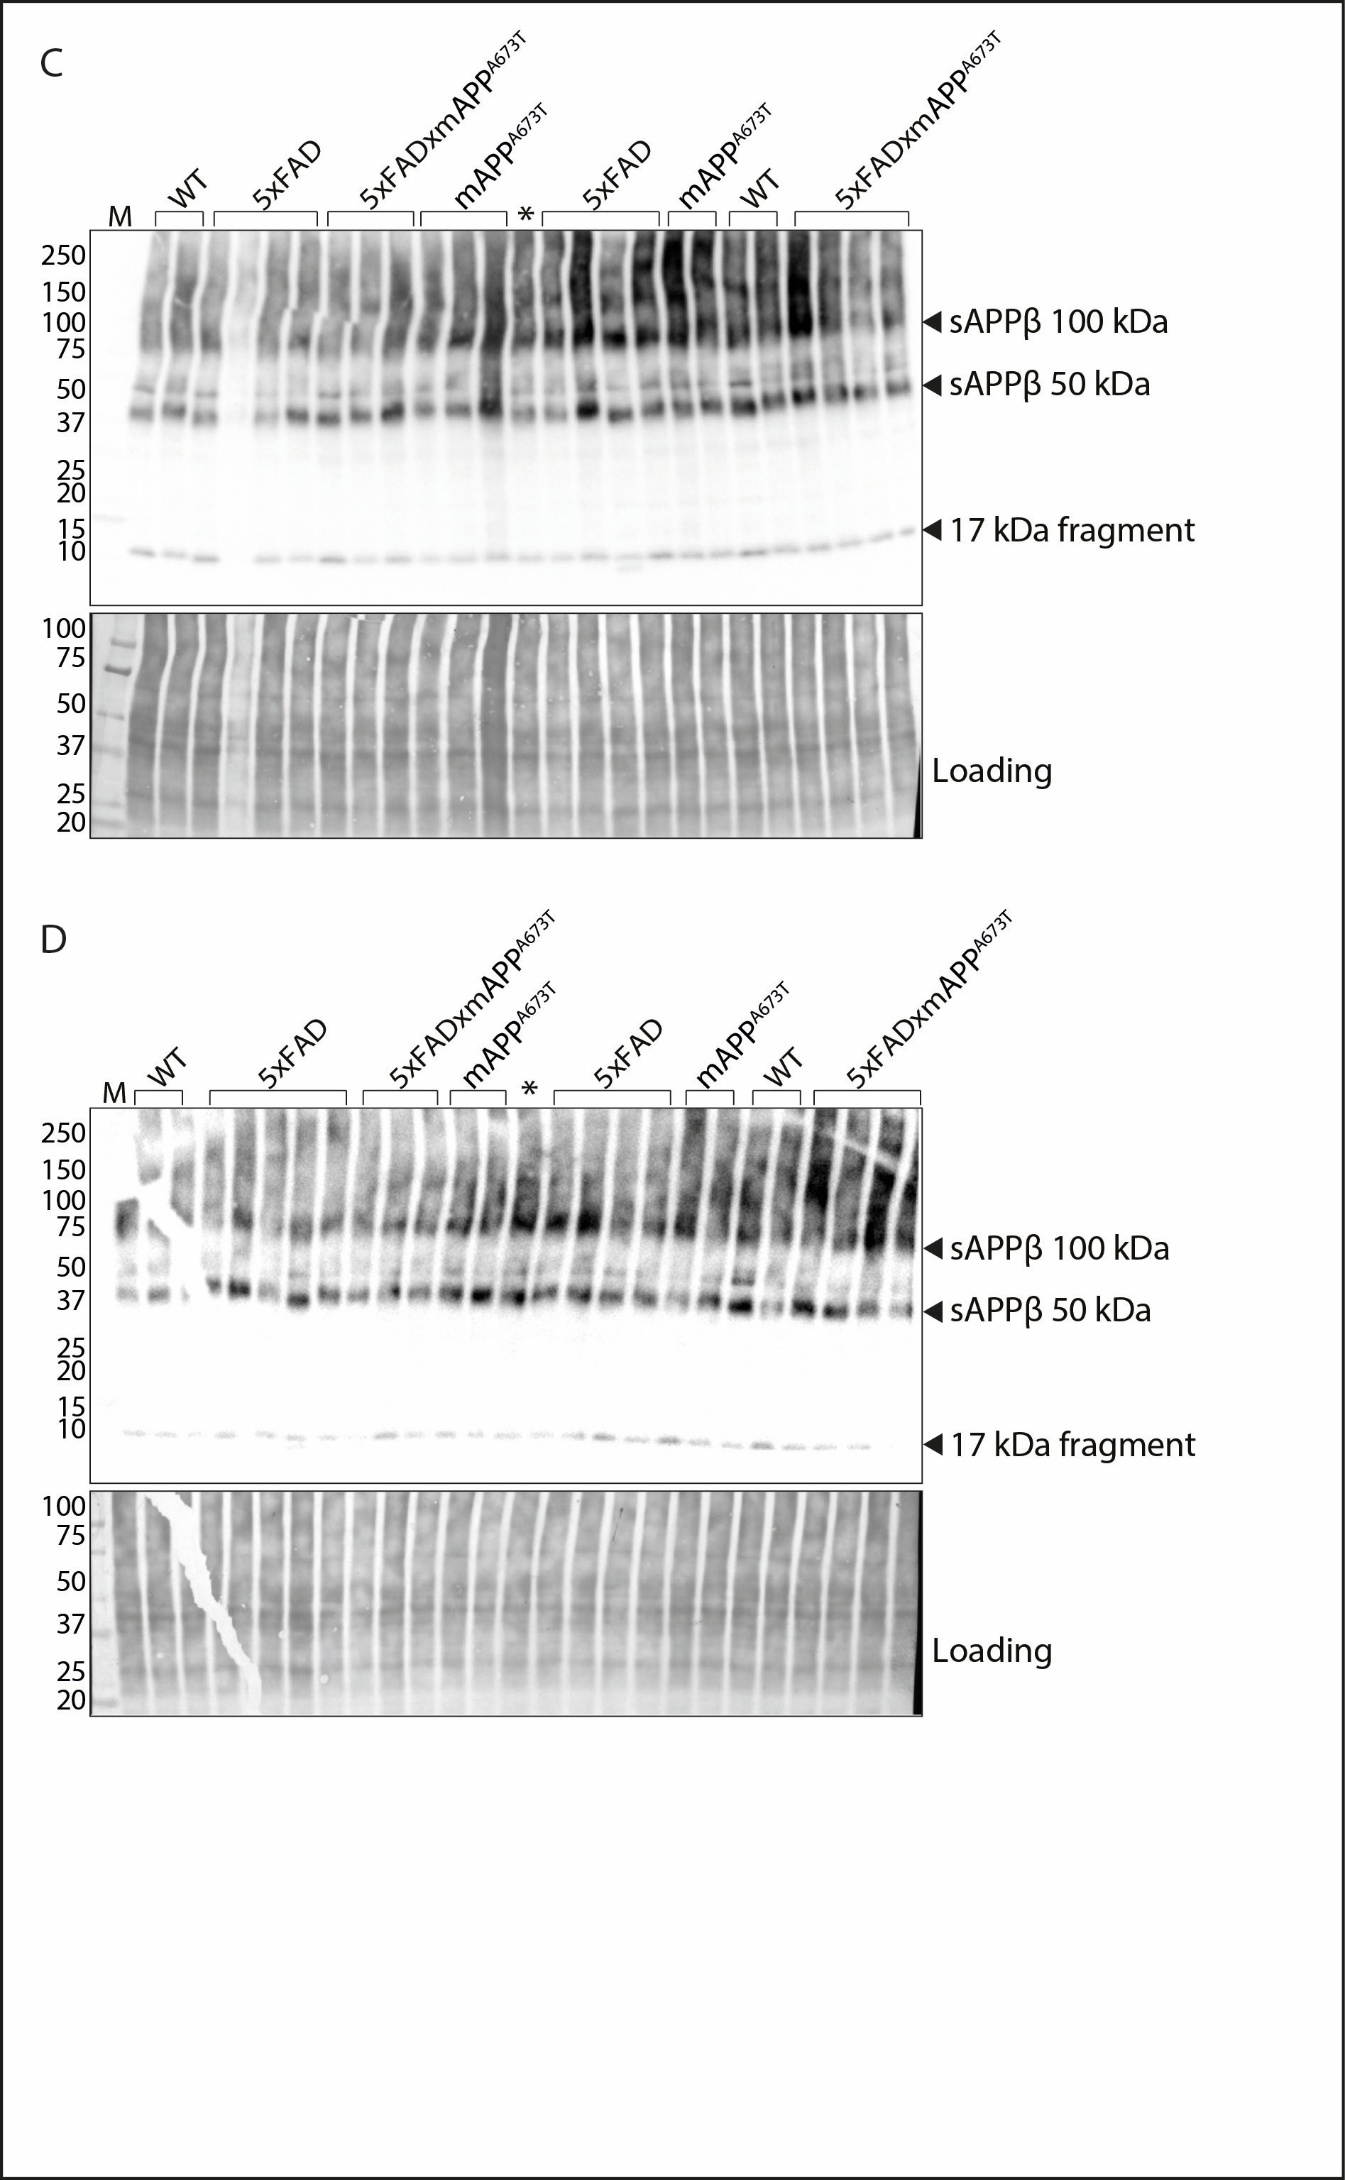 C
M
WT
5xFAD
5xFADxmAPPA673T
mAPPA673T
*
5xFAD
mAPPA673T
WT
5xFADxmAPPA673T
250
150
100
75
50
37
25
20
15
10
sAPPβ 100 kDa
sAPPβ 50 kDa
17 kDa fragment
100
75
50
37
25
20
Loading
D
M
WT
5xFAD
5xFADxmAPPA673T
mAPPA673T
*
5xFAD
mAPPA673T
WT
5xFADxmAPPA673T
250
150
100
75
50
37
25
20
15
10
sAPPβ 100 kDa
sAPPβ 50 kDa
17 kDa fragment
100
75
50
37
25
20
Loading